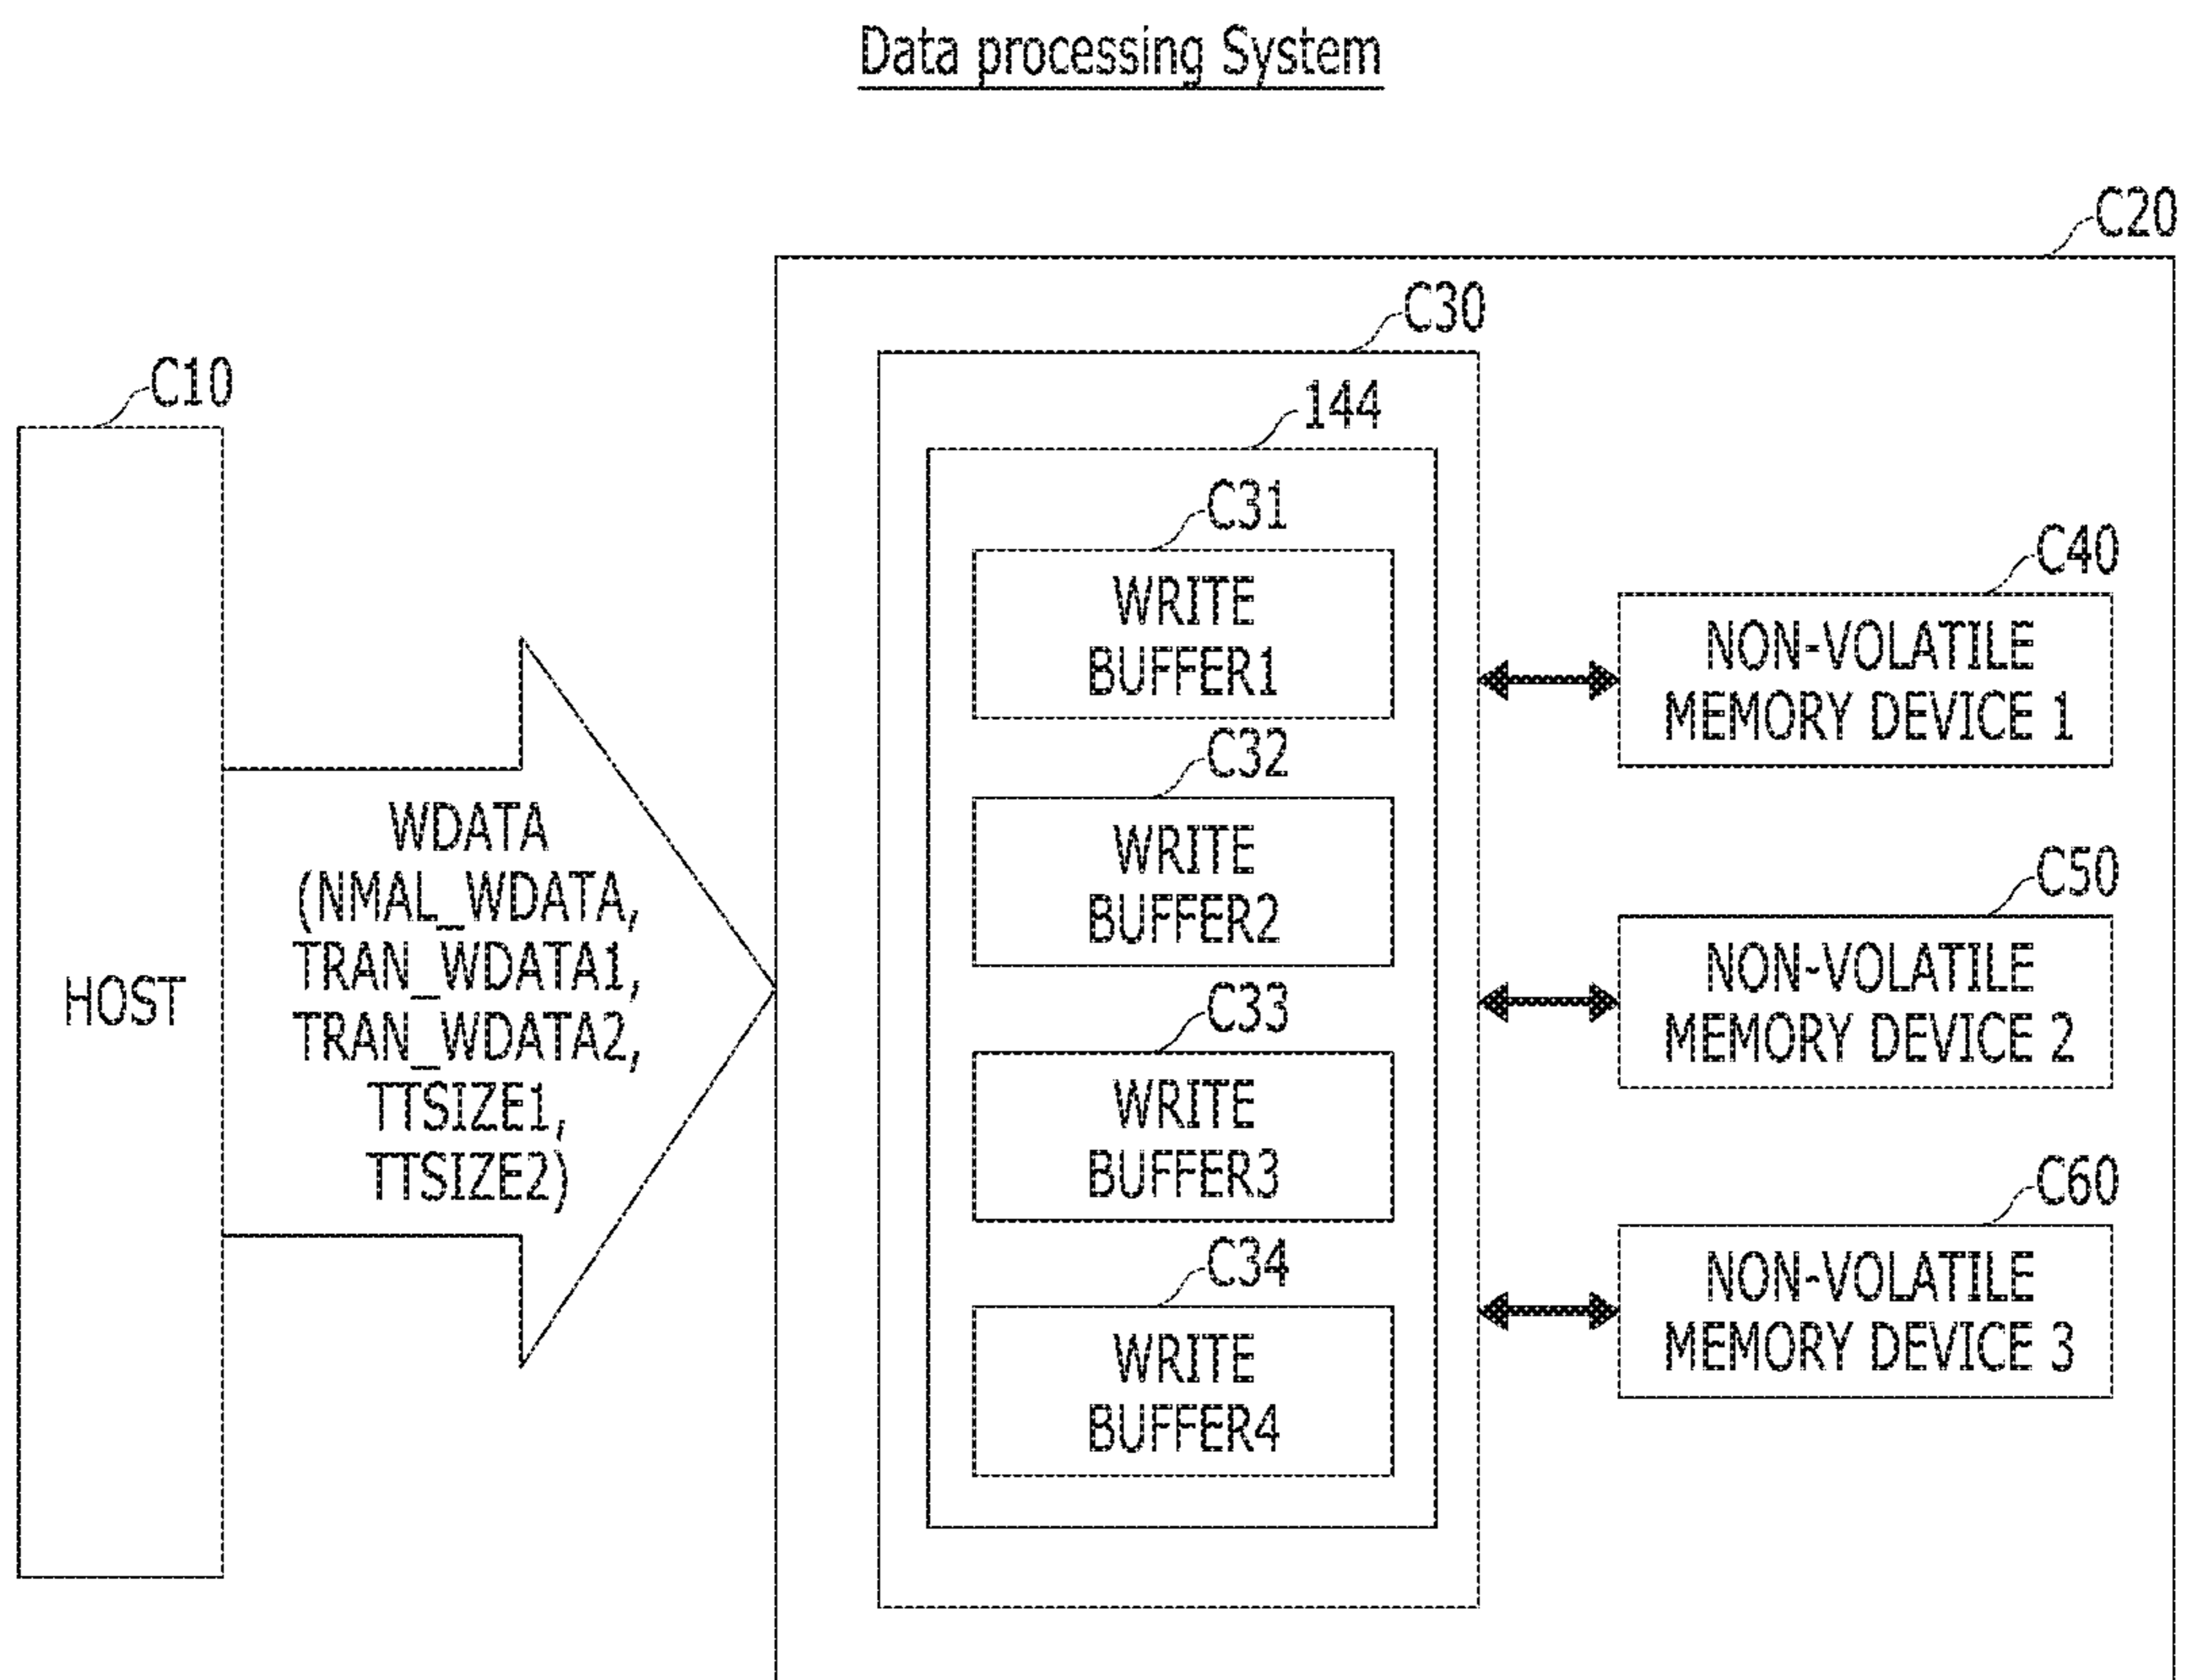 Data processing System
C20
C30
C10
144
C31
WRITE
BUFFER1
C40
NON-VOLATILE
MEMORY DEVICE 1
C32
WRITE
BUFFER2
WDATA
(NMAL_WDATA,
TRAN_WDATA1,
TRAN_WDATA2,
TTSIZE1,
TTSIZE2)
HOST
C50
NON-VOLATILE
MEMORY DEVICE 2
C33
WRITE
BUFFER3
C60
NON-VOLATILE
MEMORY DEVICE 3
C34
WRITE
BUFFER4